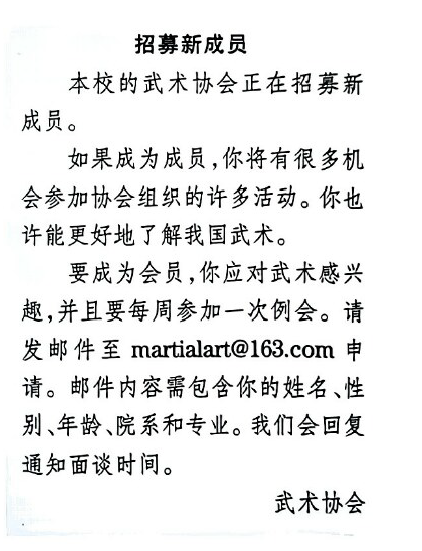 招募新成员
本校的武术协会正在招募新
成员。
如果成为成员,你将有很多机
会参加协会组织的许多活动。你也
许能更好地了解我国武术。
要成为会员,你应对武术感兴
趣,并且要每周参加一次例会。请
发邮件至 martialart@163.com 申
请。邮件内容需包含你的姓名、性
别、年龄、院系和专业。我们会回复
通知面谈时间。
武术协会